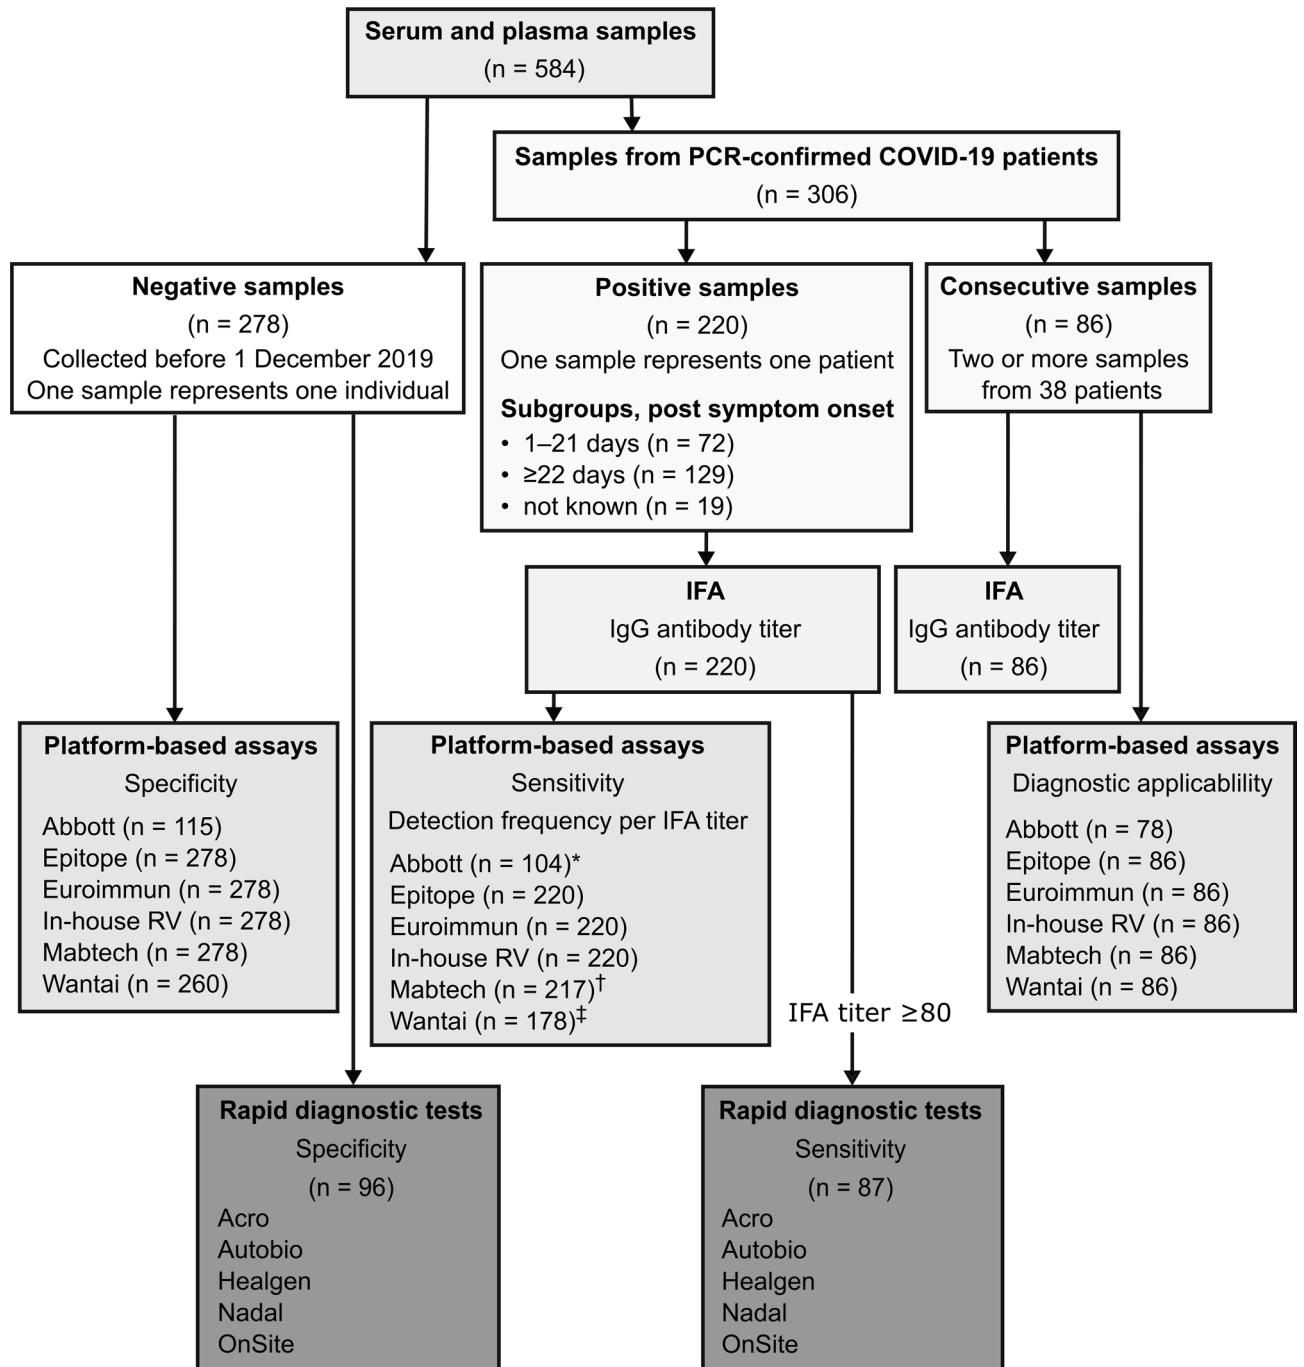 Serum and plasma samples
(n = 584)
Samples from PCR-confirmed COVID-19 patients
(n = 306)
Negative samples
(n = 278)
Collected before 1 December 2019
One sample represents one individual
Positive samples
(n = 220)
One sample represents one patient
Subgroups, post symptom onset
• 1–21 days (n = 72)
• ≥22 days (n = 129)
• not known (n = 19)
Consecutive samples
(n = 86)
Two or more samples
from 38 patients
IFA
IgG antibody titer
(n = 220)
IFA
IgG antibody titer
(n = 86)
Platform-based assays
Specificity
Abbott (n = 115)
Epitope (n = 278)
Euroimmun (n = 278)
In-house RV (n = 278)
Mabtech (n = 278)
Wantai (n = 260)
Platform-based assays
Sensitivity
Detection frequency per IFA titer
Abbott (n = 104)*
Epitope (n = 220)
Euroimmun (n = 220)
In-house RV (n = 220)
Mabtech (n = 217)†
Wantai (n = 178)‡
IFA titer ≥80
Platform-based assays
Diagnostic applicablility
Abbott (n = 78)
Epitope (n = 86)
Euroimmun (n = 86)
In-house RV (n = 86)
Mabtech (n = 86)
Wantai (n = 86)
Rapid diagnostic tests
Specificity
(n = 96)
Acro
Autobio
Healgen
Nadal
OnSite
Rapid diagnostic tests
Sensitivity
(n = 87)
Acro
Autobio
Healgen
Nadal
OnSite